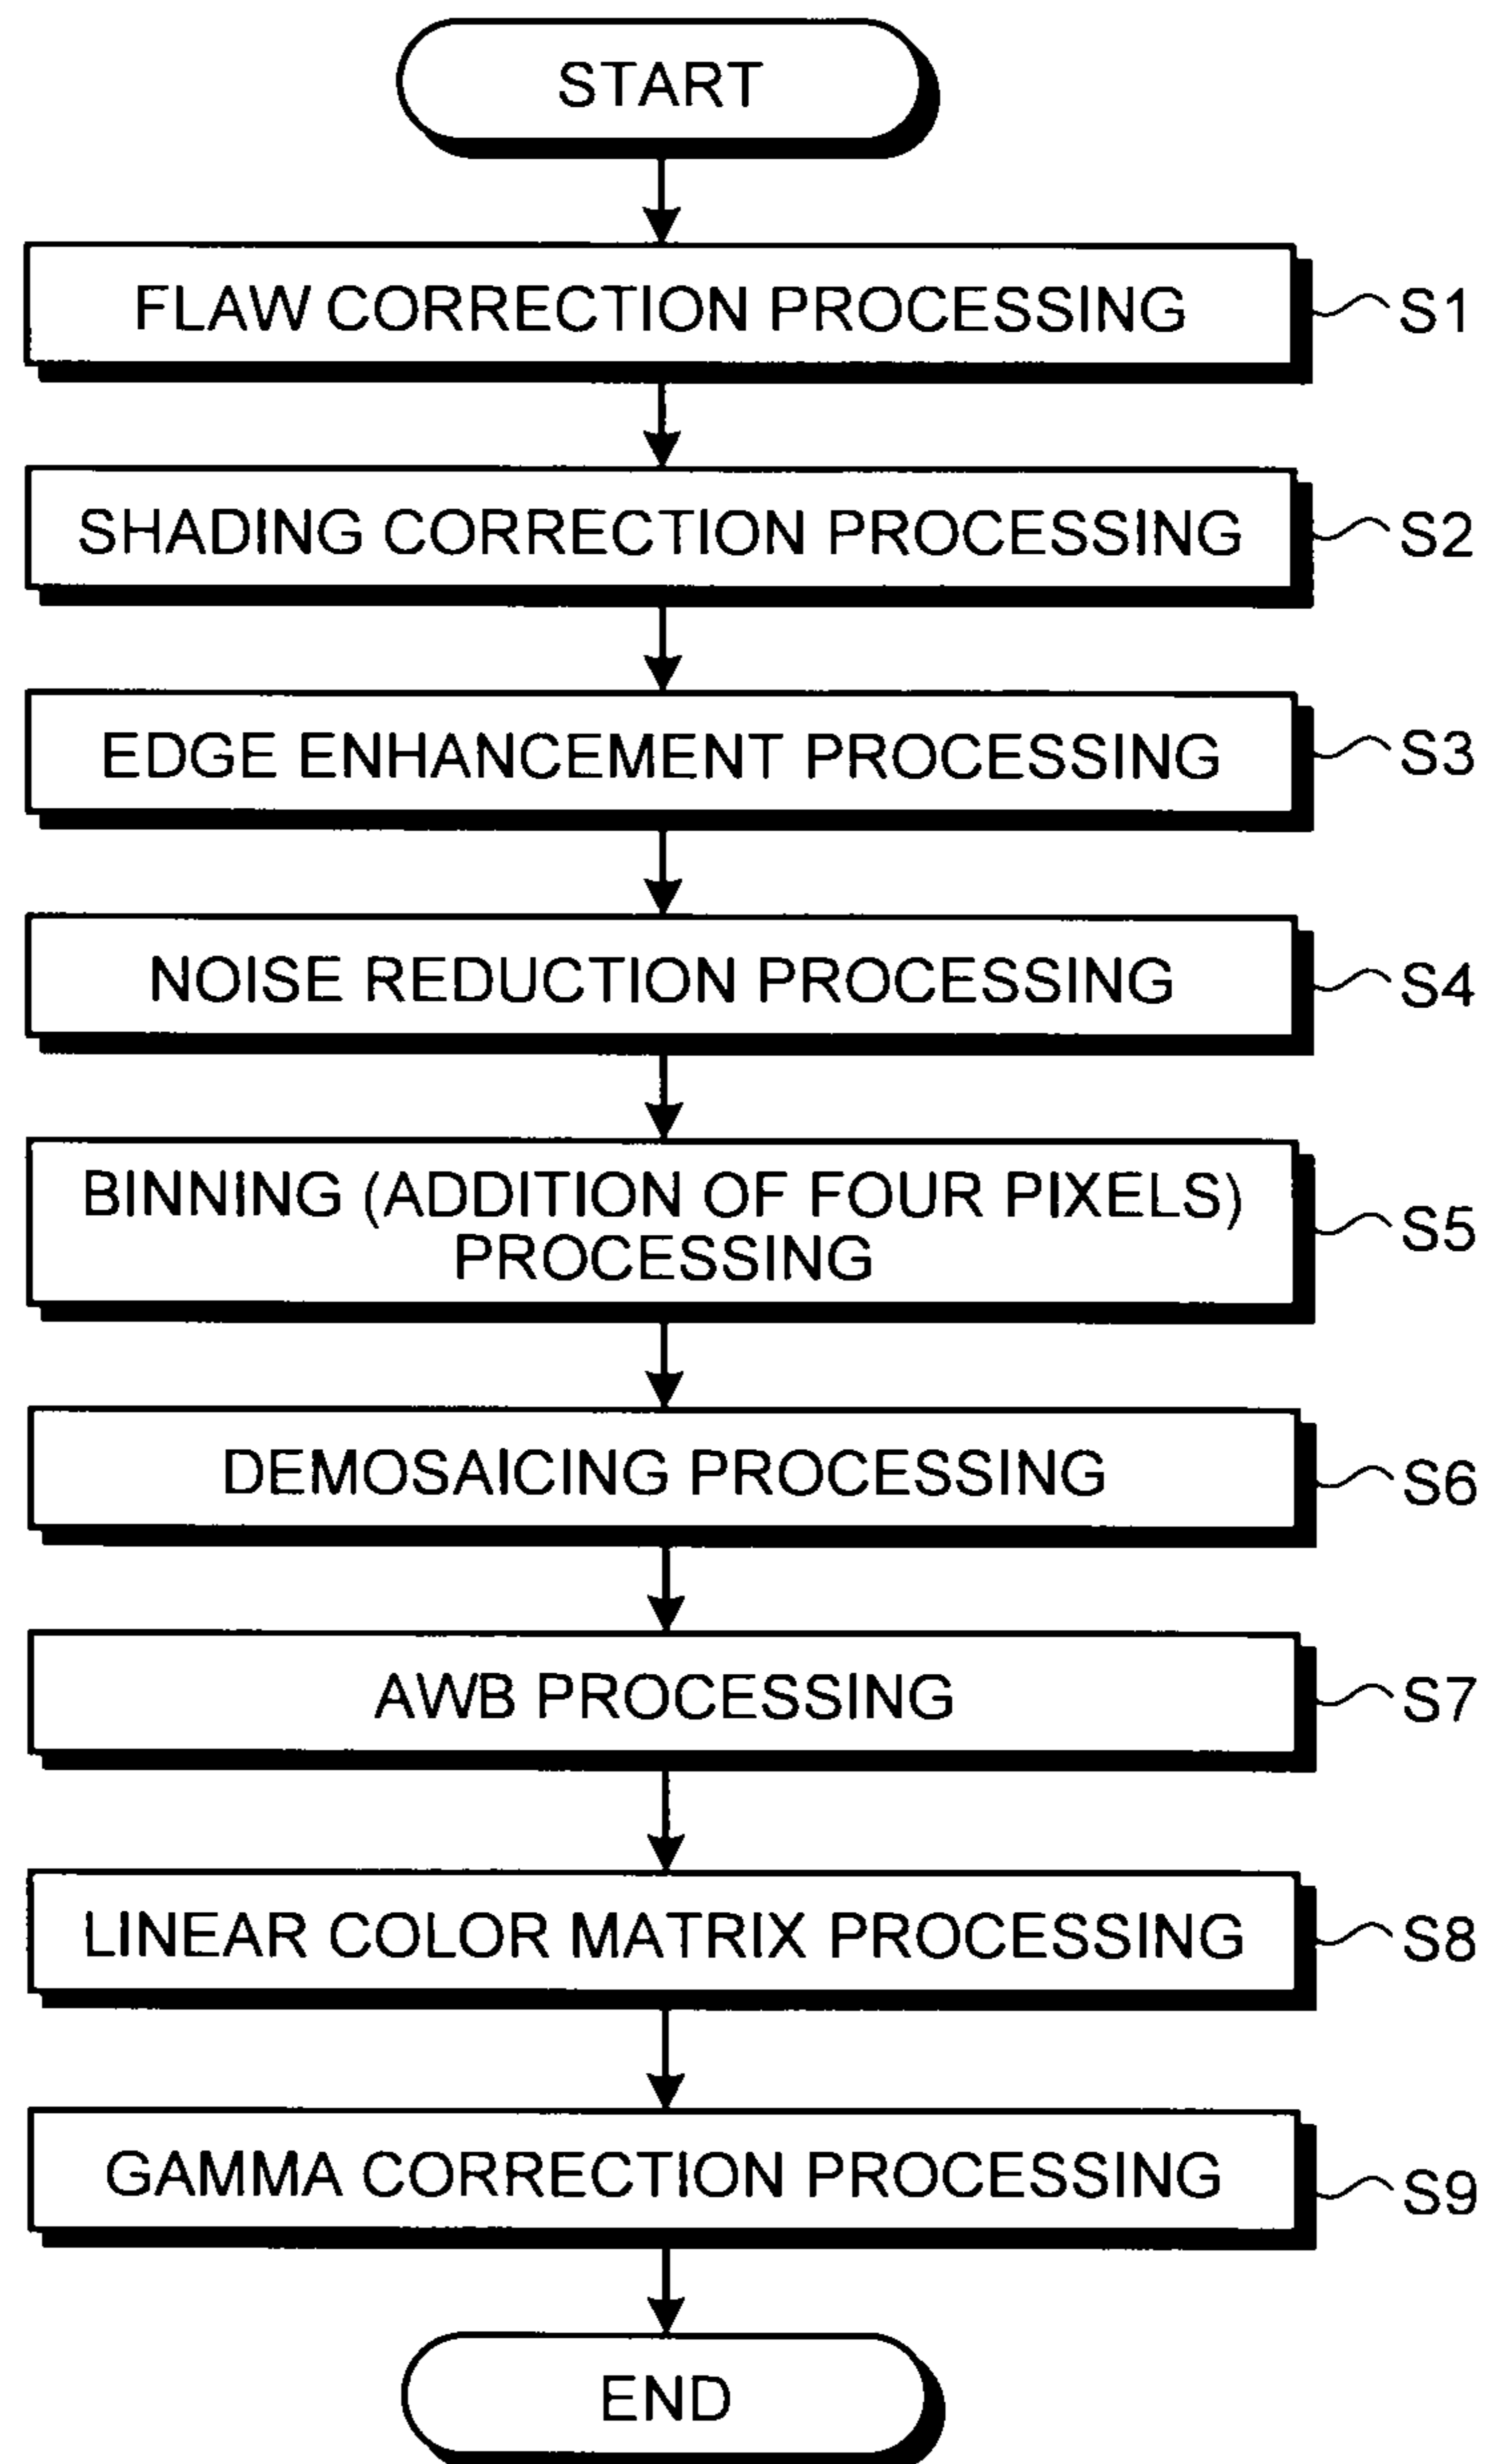 START
FLAW CORRECTION PROCESSING
S1
SHADING CORRECTION PROCESSING
S2
EDGE ENHANCEMENT PROCESSING
S3
NOISE REDUCTION PROCESSING
S4
BINNING (ADDITION OF FOUR PIXELS)
PROCESSING
S5
DEMOSAICING PROCESSING
S6
AWB PROCESSING
S7
LINEAR COLOR MATRIX PROCESSING
S8
GAMMA CORRECTION PROCESSING
S9
END